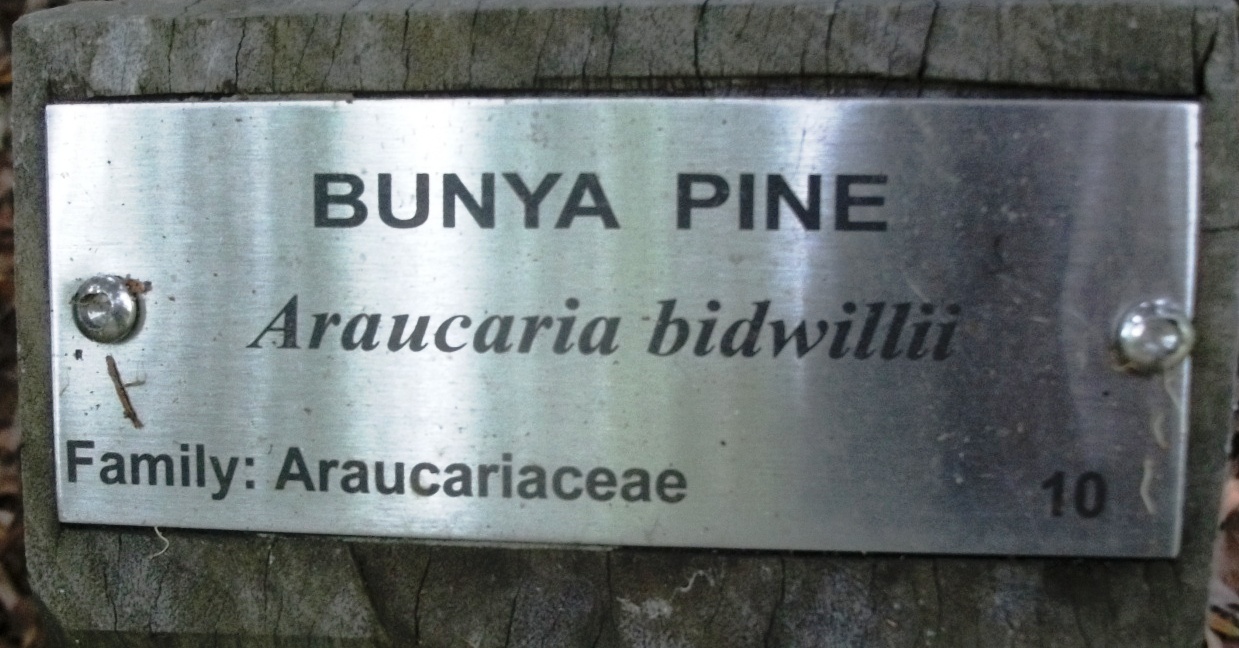 BUNYA PINE
Araucaria bidwillii
Family: Araucariaceae 10